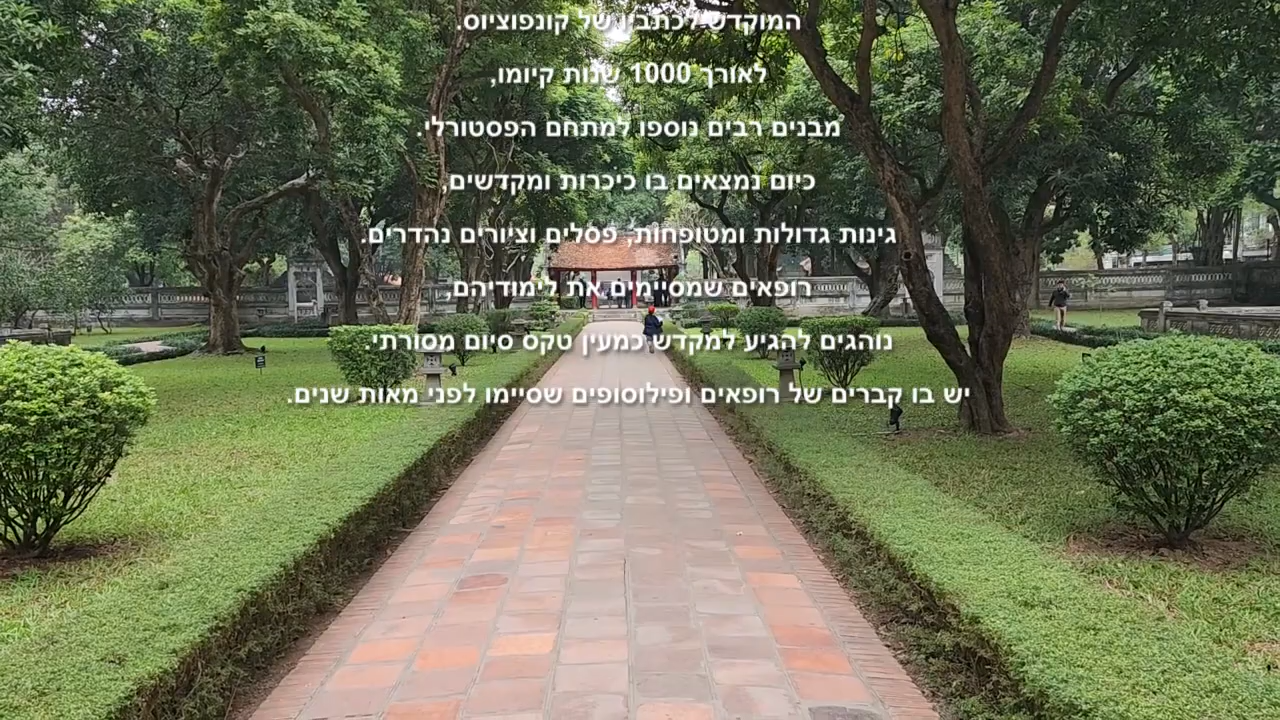 המוקדש לכתביו של קונפוציוס.
לאורך 1000 שנות קיומו,
מבנים רבים נוספו למתחם הפסטורלי.
כיום נמצאים בו כיכרות ומקדשים,
גינות גדולות ומטופחות, פסלים וציורים נהדרים.
רופאים שמסיימים את לימודיהם,
נוהגים להגיע למקדש כמעין טקס סיום מסורתי
יש בו קברים של רופאים ופילוסופים שסיימו לפני מאות שנים.